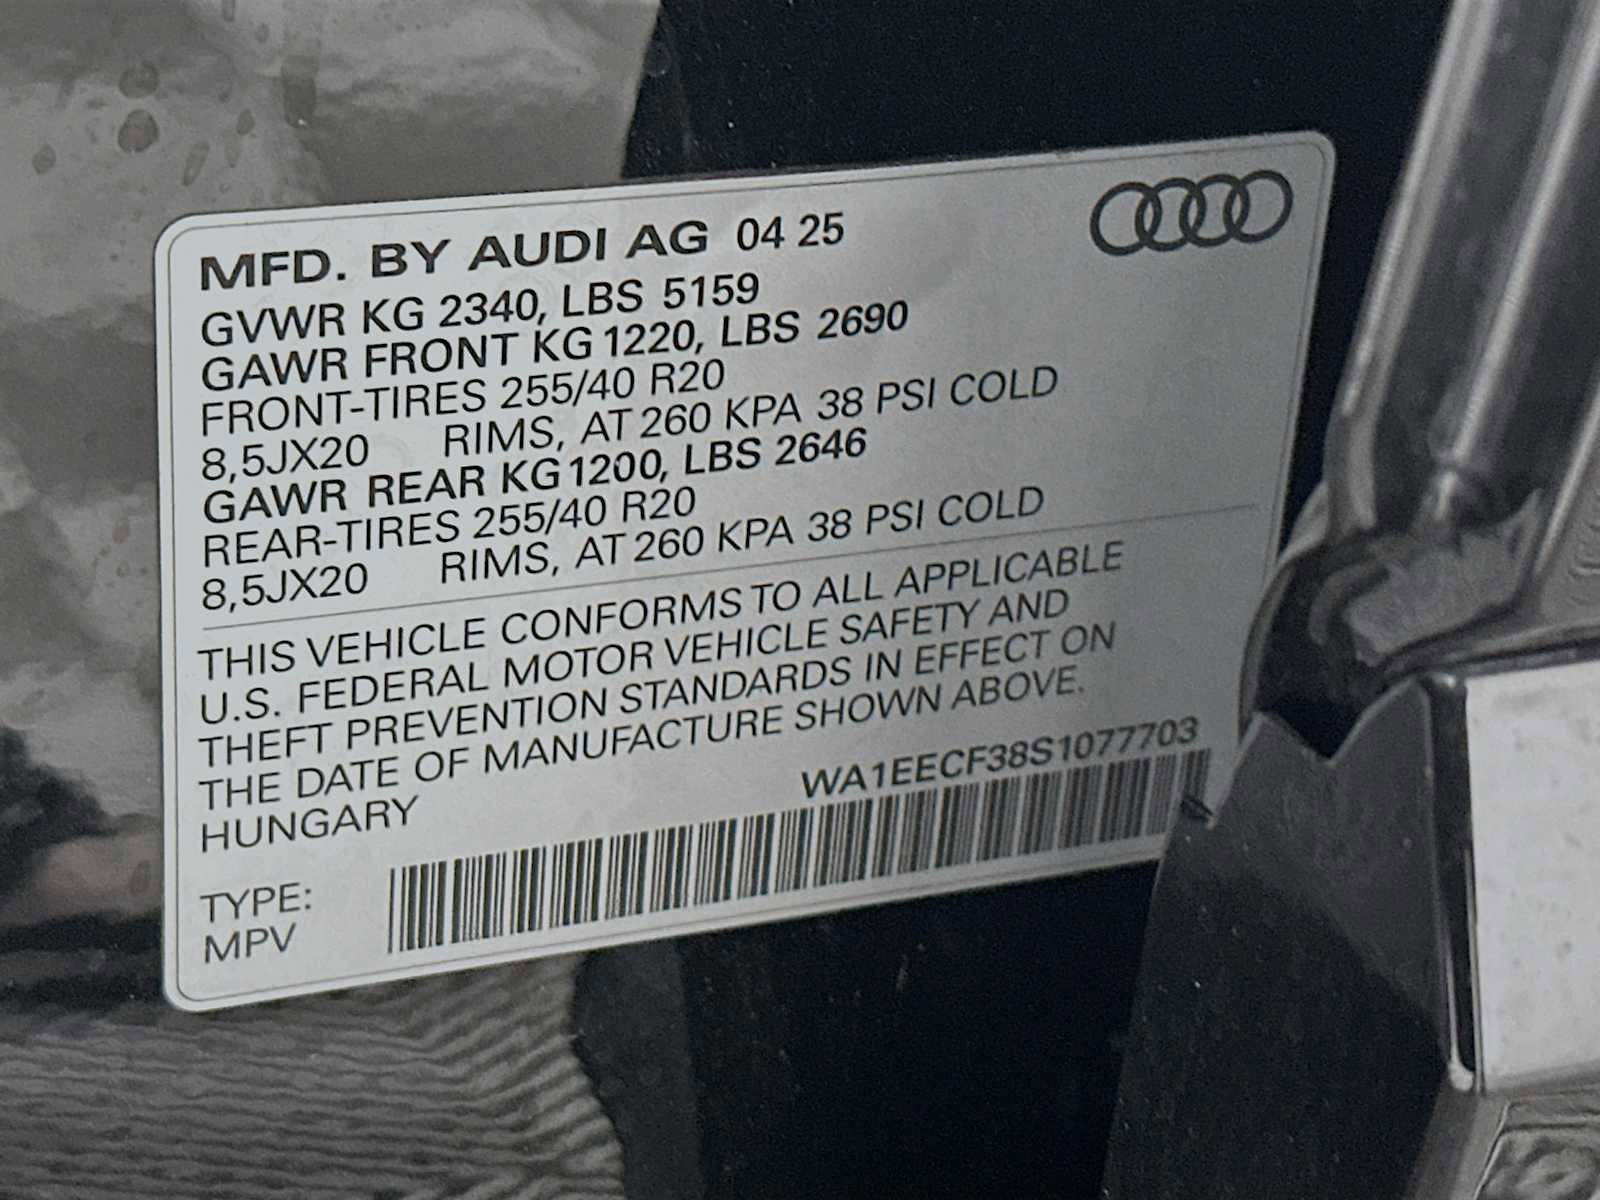 MFD. BY AUDI AG 04 25
GVWR KG 2340, LBS 5159
GAWR FRONT KG 1220, LBS 2690
FRONT-TIRES 255/40 R20
8,5JX20 RIMS, AT 260 KPA 38 PSI COLD
GAWR REAR KG 1200, LBS 2646
REAR-TIRES 255/40 R20
8,5JX20 RIMS, AT 260 KPA 38 PSI COLD
THIS VEHICLE CONFORMS TO ALL APPLICABLE
U.S. FEDERAL MOTOR VEHICLE SAFETY AND
THEFT PREVENTION STANDARDS IN EFFECT ON
THE DATE OF MANUFACTURE SHOWN ABOVE.
HUNGARY WA1EECF38S1077703
TYPE:
MPV